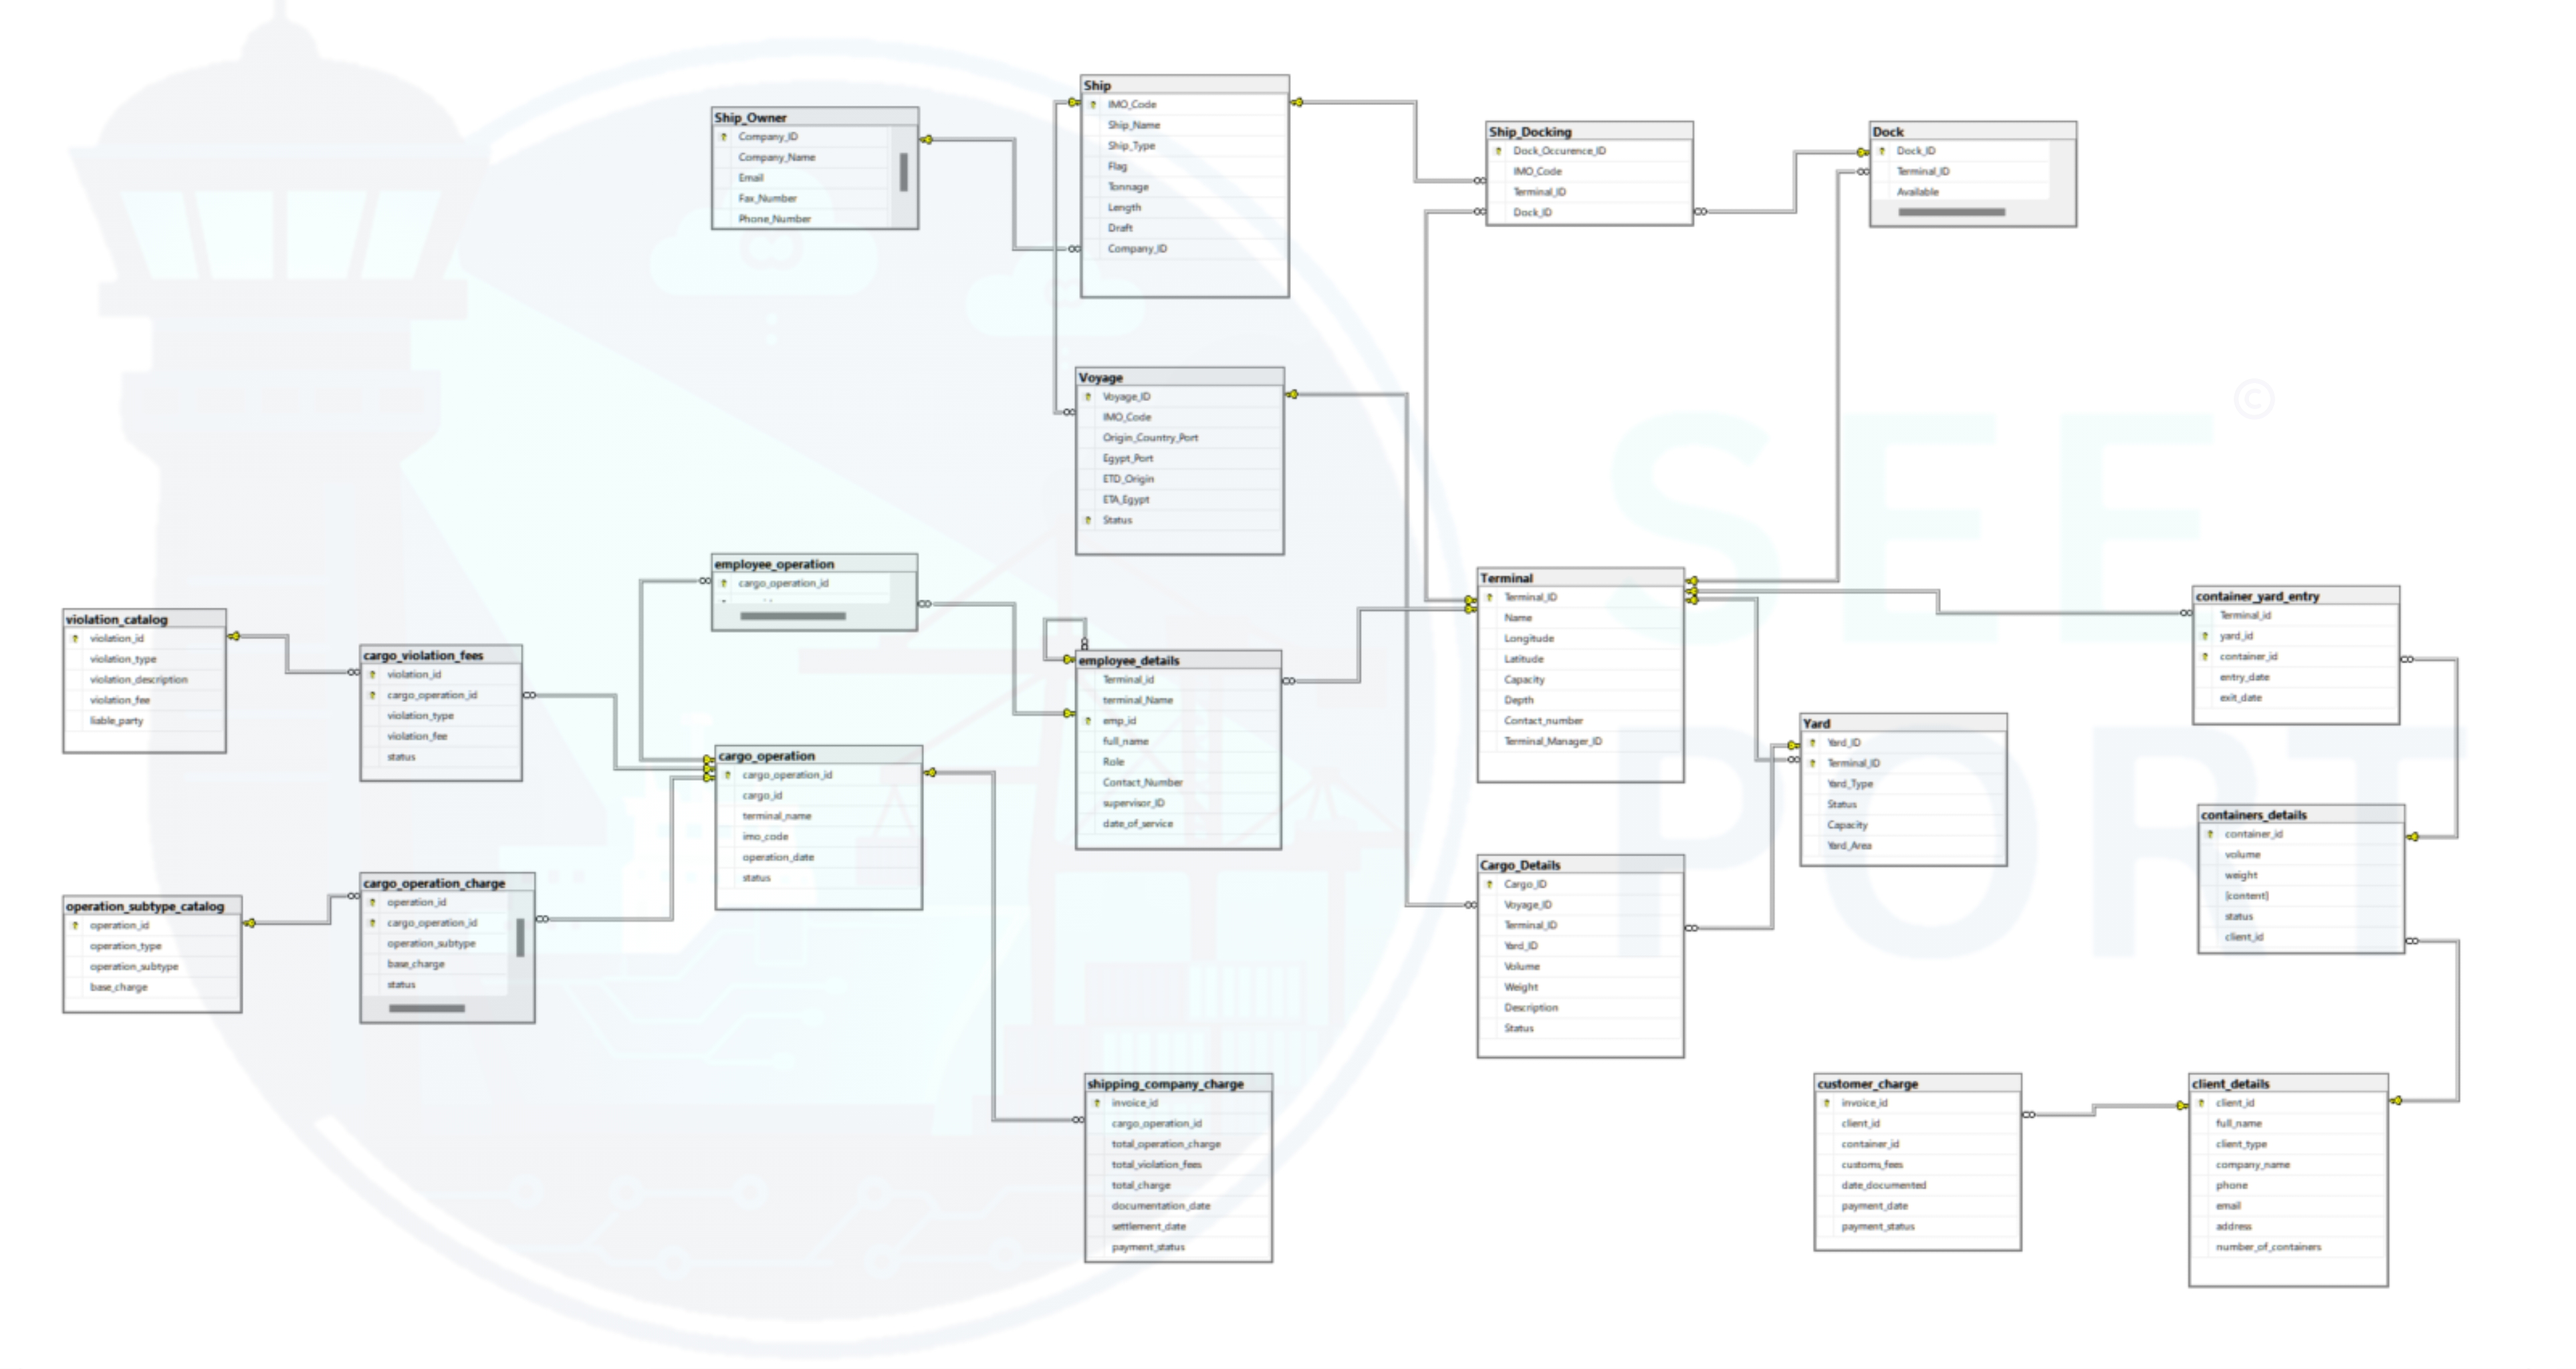 Ship
IMO_Code
Ship_Name
Ship_Type
Flag
Tonnage
Length
Draft
Company_ID
Ship_Owner
Company_ID
Company_Name
Email
Fax_Number
Phone_Number
Ship_Docking
Dock_Occurence_ID
IMO_Code
Terminal_ID
Dock_ID
Dock
Dock_ID
Terminal_ID
Available
Voyage
Voyage_ID
IMO_Code
Origin_Country_Port
Egypt_Port
ETD_Origin
ETA_Egypt
Status
SEE
©
PORT
employee_operation
cargo_operation_id
violation_catalog
violation_id
violation_type
violation_description
violation_fee
liable_party
cargo_violation_fees
violation_id
cargo_operation_id
violation_type
violation_fee
status
employee_details
Terminal_id
terminal_Name
emp_id
full_name
Role
Contact_Number
supervisor_ID
date_of_service
Terminal
Terminal_ID
Name
Longitude
Latitude
Capacity
Depth
Contact_number
Terminal_Manager_ID
container_yard_entry
Terminal_id
yard_id
container_id
entry_date
exit_date
Yard
Yard_ID
Terminal_ID
Yard_Type
Status
Capacity
Yard_Area
cargo_operation
cargo_operation_id
cargo_id
terminal_name
imo_code
operation_date
status
containers_details
container_id
volume
weight
[content]
status
client_id
operation_subtype_catalog
operation_id
operation_type
operation_subtype
base_charge
cargo_operation_charge
operation_id
cargo_operation_id
operation_subtype
base_charge
status
Cargo_Details
Cargo_ID
Voyage_ID
Terminal_ID
Yard_ID
Volume
Weight
Description
Status
shipping_company_charge
invoice_id
cargo_operation_id
total_operation_charge
total_violation_fees
total_charge
documentation_date
settlement_date
payment_status
customer_charge
invoice_id
client_id
container_id
customs_fees
date_documented
payment_date
payment_status
client_details
client_id
full_name
client_type
company_name
phone
email
address
number_of_containers